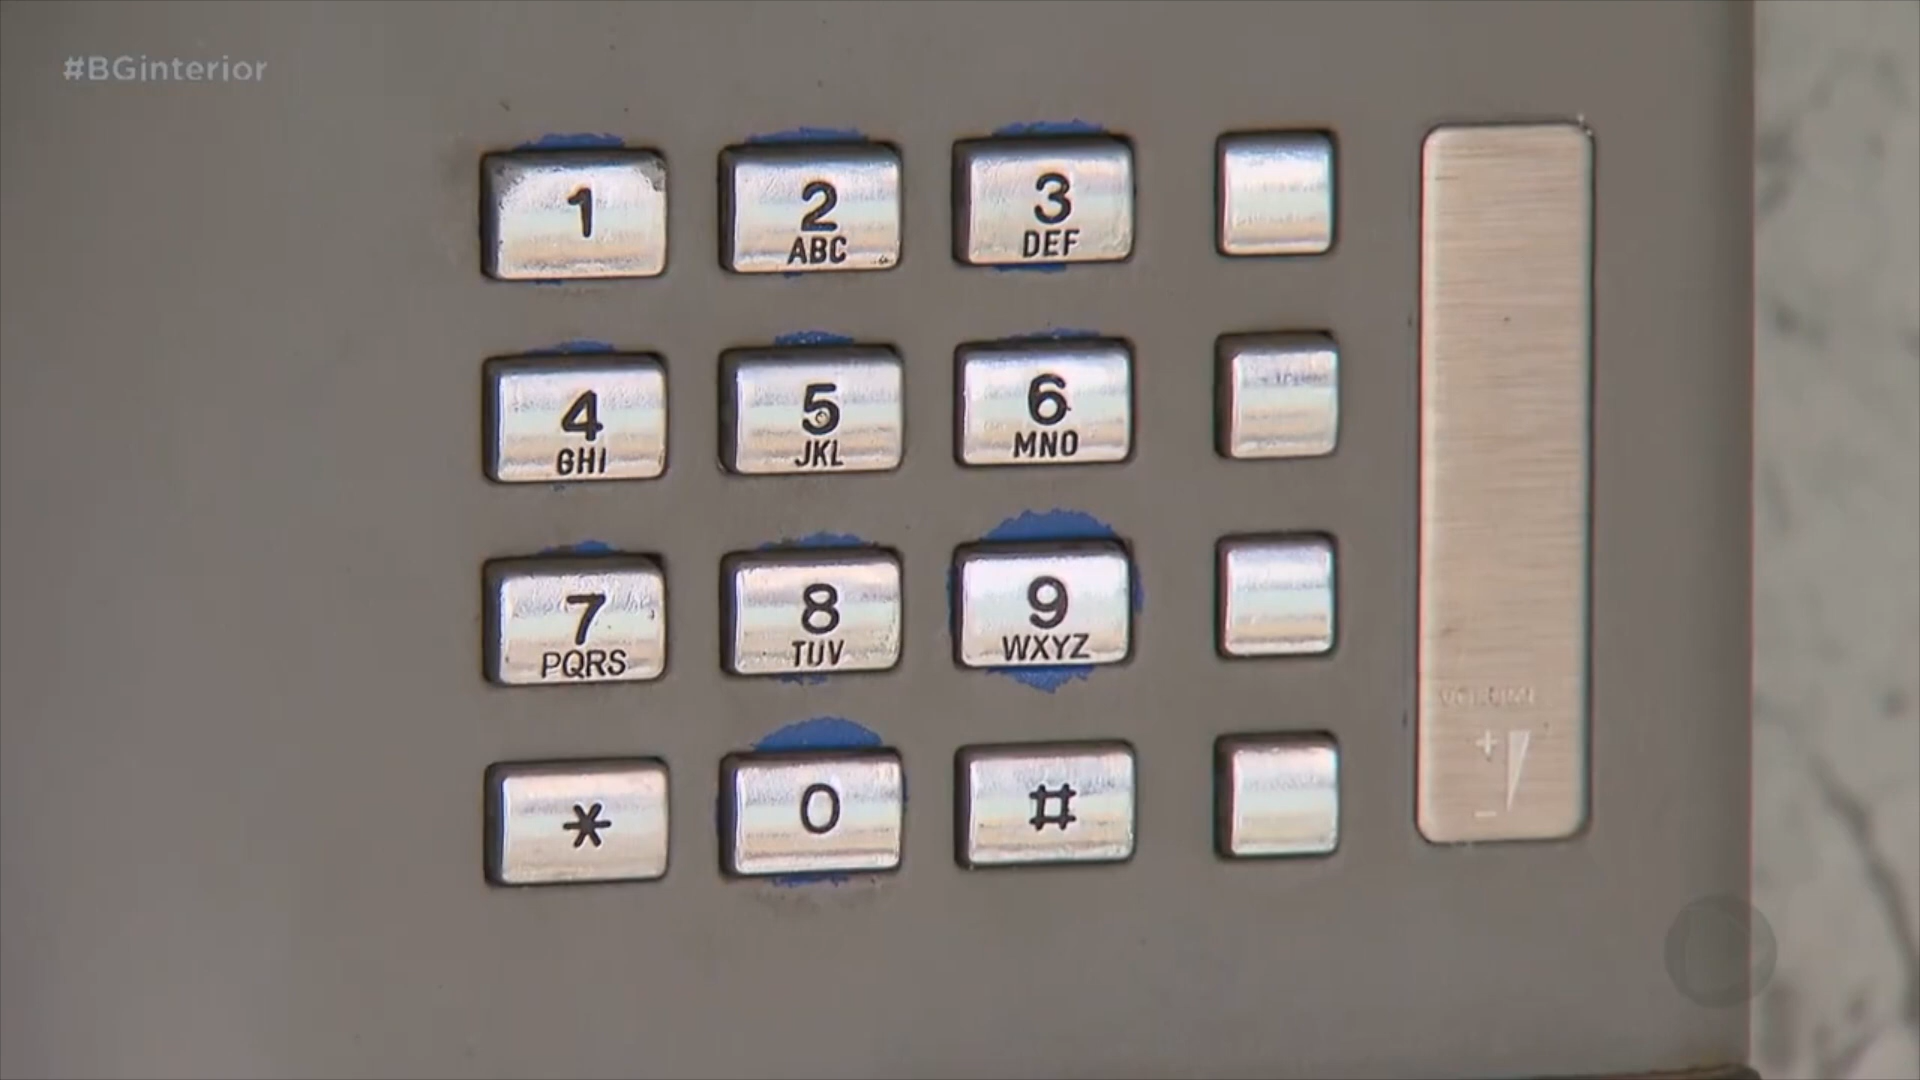 #BGinterior
1
2
ABC
3
DEF
4
GHI
5
JKL
6
MNO
7
PQRS
8
TUV
9
WXYZ
*
0
#
VOLUME
+
-